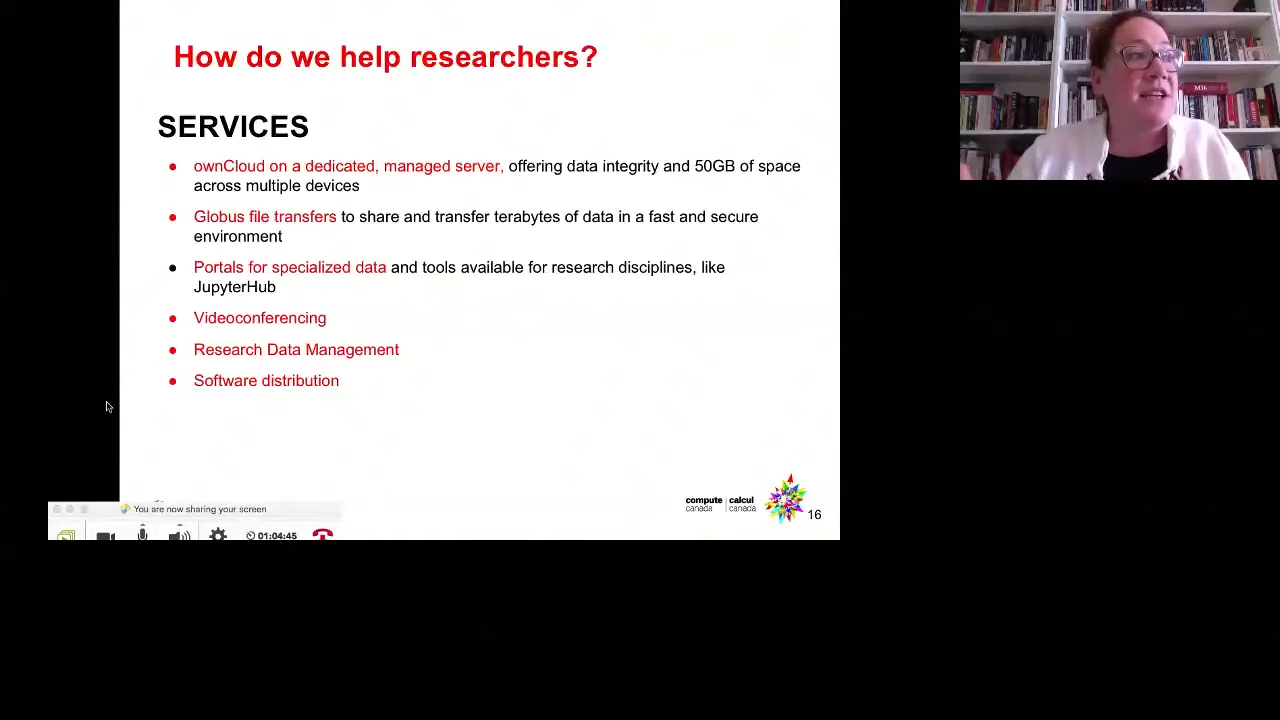 How do we help researchers?
SERVICES
● ownCloud on a dedicated, managed server, offering data integrity and 50GB of space
across multiple devices
● Globus file transfers to share and transfer terabytes of data in a fast and secure
environment
● Portals for specialized data and tools available for research disciplines, like
JupyterHub
● Videoconferencing
● Research Data Management
● Software distribution
compute | calcul
canada | canada
16
You are now sharing your screen
01:04:45
M16